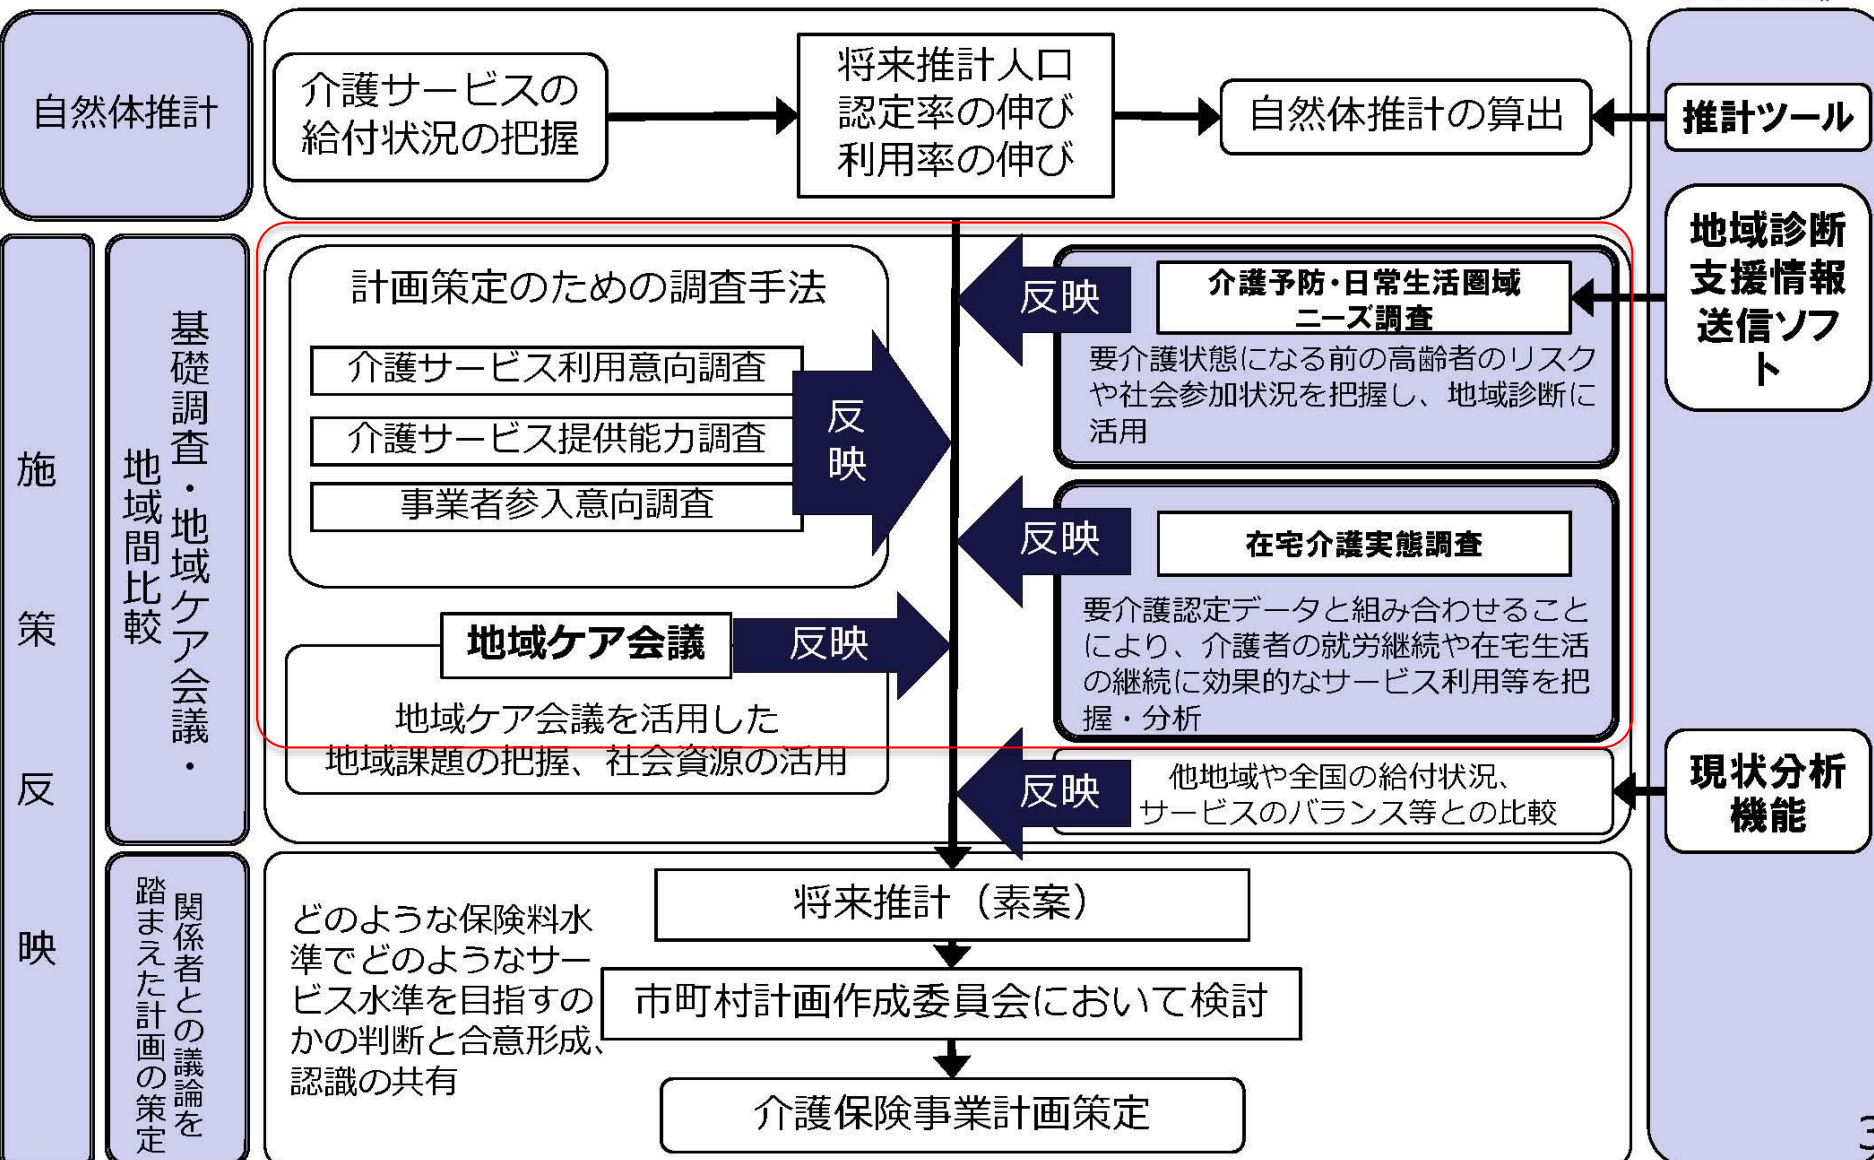 自然体推計
介護サービスの
給付状況の把握
将来推計人口
認定率の伸び
利用率の伸び
自然体推計の算出
推計ツール
施策反映
基礎調査・地域ケア会議・
地域間比較
計画策定のための調査手法
介護サービス利用意向調査
介護サービス提供能力調査
事業者参入意向調査
反
映
地域ケア会議
反映
地域ケア会議を活用した
地域課題の把握、社会資源の活用
反映
介護予防・日常生活圏域
ニーズ調査
要介護状態になる前の高齢者のリスク
や社会参加状況を把握し、地域診断に
活用
反映
在宅介護実態調査
要介護認定データと組み合わせること
により、介護者の就労継続や在宅生活
の継続に効果的なサービス利用等を把
握・分析
反映
他地域や全国の給付状況、
サービスのバランス等との比較
地域診断
支援情報
送信ソフ
ト
現状分析
機能
関係者との議論を
踏まえた計画の策定
どのような保険料水
準でどのようなサー
ビス水準を目指すの
かの判断と合意形成、
認識の共有
将来推計（素案）
市町村計画作成委員会において検討
介護保険事業計画策定
3